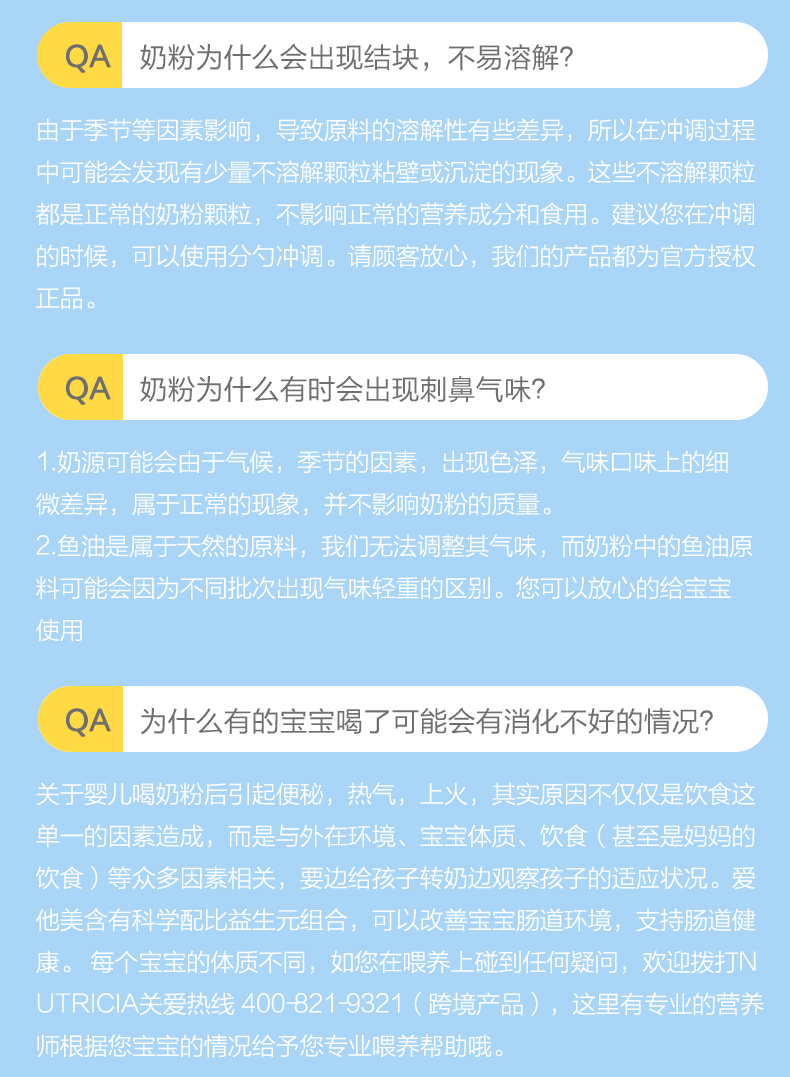 QA 奶粉为什么会出现结块，不易溶解？
由于季节等因素影响，导致原料的溶解性有些差异，所以在冲调过程
中可能会发现有少量不溶解颗粒粘壁或沉淀的现象。这些不溶解颗粒
都是正常的奶粉颗粒，不影响正常的营养成分和食用。建议您在冲调
的时候，可以使用分勺冲调。请顾客放心，我们的产品都为官方授权
正品。
QA 奶粉为什么有时会出现刺鼻气味？
1.奶源可能会由于气候，季节的因素，出现色泽，气味口味上的细
微差异，属于正常的现象，并不影响奶粉的质量。
2.鱼油是属于天然的原料，我们无法调整其气味，而奶粉中的鱼油原
料可能会因为不同批次出现气味轻重的区别。您可以放心的给宝宝
使用
QA 为什么有的宝宝喝了可能会有消化不好的情况？
关于婴儿喝奶粉后引起便秘，热气，上火，其实原因不仅仅是饮食这
单一的因素造成，而是与外在环境、宝宝体质、饮食（甚至是妈妈的
饮食）等众多因素相关，要边给孩子转奶边观察孩子的适应状况。爱
他美含有科学配比益生元组合，可以改善宝宝肠道环境，支持肠道健
康。 每个宝宝的体质不同，如您在喂养上碰到任何疑问，欢迎拨打N
UTRICIA关爱热线 400-821-9321（跨境产品），这里有专业的营养
师根据您宝宝的情况给予您专业喂养帮助哦。